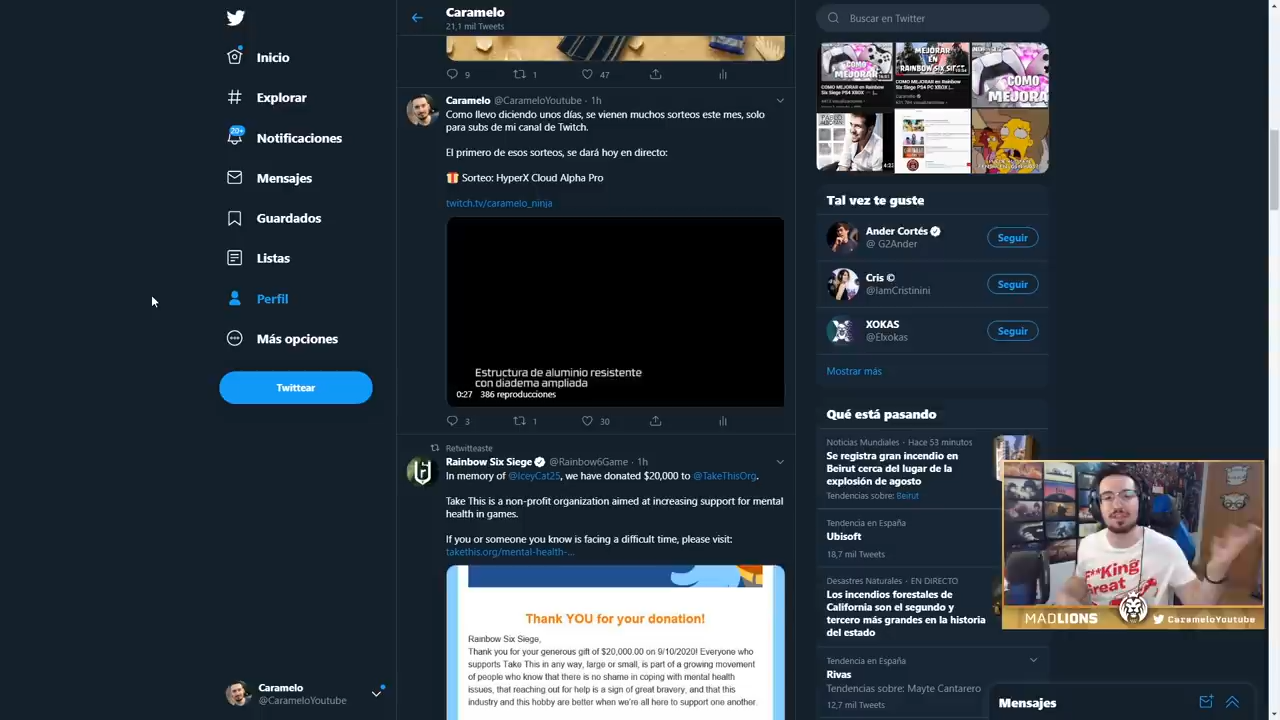 Inicio
Explorar
20+
Notificaciones
Mensajes
Guardados
Listas
Perfil
Más opciones
Twittear
Caramelo
@CarameloYoutube
Caramelo
21,1 mil Tweets
9 1 47
Caramelo @CarameloYoutube · 1h
Como llevo diciendo unos días, se vienen muchos sorteos este mes, solo
para subs de mi canal de Twitch.
El primero de esos sorteos, se dará hoy en directo:
🎁 Sorteo: HyperX Cloud Alpha Pro
twitch.tv/caramelo_ninja
Estructura de aluminio resistente
con diadema ampliada
0:27 386 reproducciones
3 1 30
Retwitteaste
Rainbow Six Siege @Rainbow6Game · 1h
In memory of @IceyCat25, we have donated $20,000 to @TakeThisOrg.
Take This is a non-profit organization aimed at increasing support for mental
health in games.
If you or someone you know is facing a difficult time, please visit:
takethis.org/mental-health-...
Thank YOU for your donation!
Rainbow Six Siege,
Thank you for your generous gift of $20,000.00 on 9/10/2020! Everyone who
supports Take This in any way, large or small, is part of a growing movement
of people who know that there is no shame in coping with mental health
issues, that reaching out for help is a sign of great bravery, and that this
industry and this hobby are better when we're all here to support one another.
Buscar en Twitter
COMO MEJORAR
MEJORAR EN RAINBOW SIX SIEGE
COMO MEJORA
Tal vez te guste
Ander Cortés
@G2Ander
Seguir
Cris ©
@IamCristinini
Seguir
XOKAS
@Elxokas
Seguir
Mostrar más
Qué está pasando
Noticias Mundiales · Hace 53 minutos
Se registra gran incendio en
Beirut cerca del lugar de la
explosión de agosto
Tendencias sobre: Beirut
Tendencia en España
Ubisoft
18,7 mil Tweets
Desastres Naturales · EN DIRECTO
Los incendios forestales de
California son el segundo y
tercero más grandes en la historia
del estado
Tendencia en España
Rivas
Tendencias sobre: Mayte Cantarero
12,7 mil Tweets
F**King
Great
MADLIONS
CarameloYoutube
Mensajes